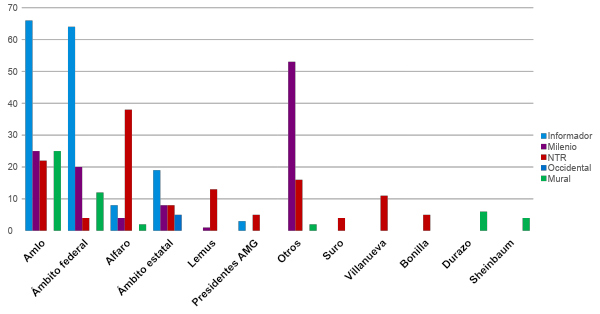 70
60
50
40
30
20
10
0
Amlo
Ámbito federal
Alfaro
Ámbito estatal
Lemus
Presidentes AMG
Otros
Suro
Villanueva
Bonilla
Durazo
Sheinbaum
Informador
Milenio
NTR
Occidental
Mural